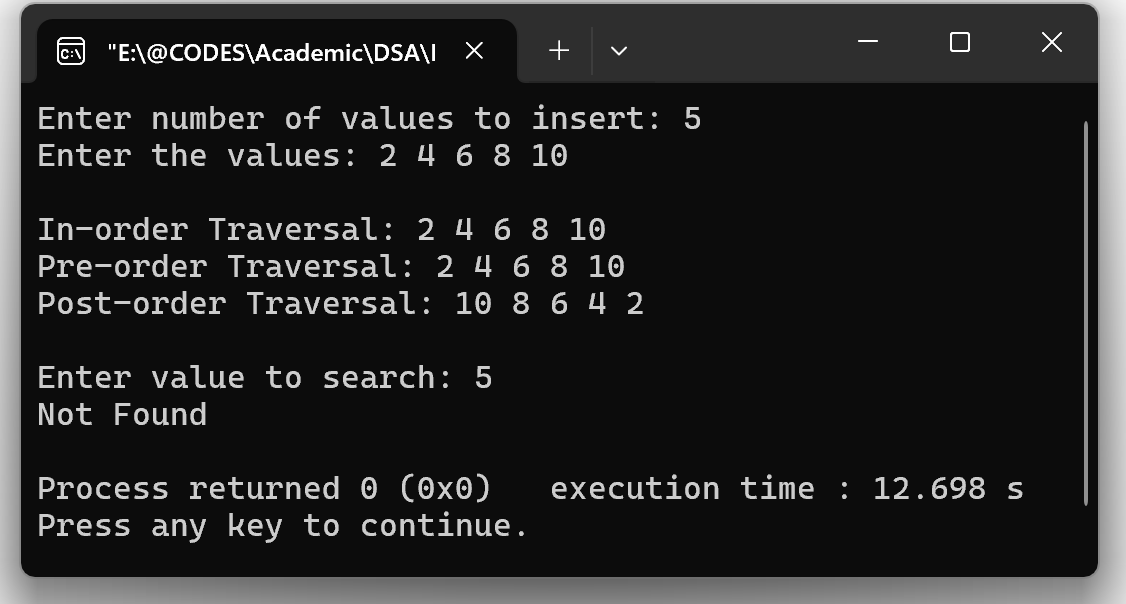 "E:\@CODES\Academic\DSA\I
Enter number of values to insert: 5
Enter the values: 2 4 6 8 10
In-order Traversal: 2 4 6 8 10
Pre-order Traversal: 2 4 6 8 10
Post-order Traversal: 10 8 6 4 2
Enter value to search: 5
Not Found
Process returned 0 (0x0)   execution time : 12.698 s
Press any key to continue.